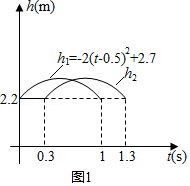 h(m)
h₁=-2(t-0.5)²+2.7
h₂
2.2
0.3 1 1.3 t(s)
图1